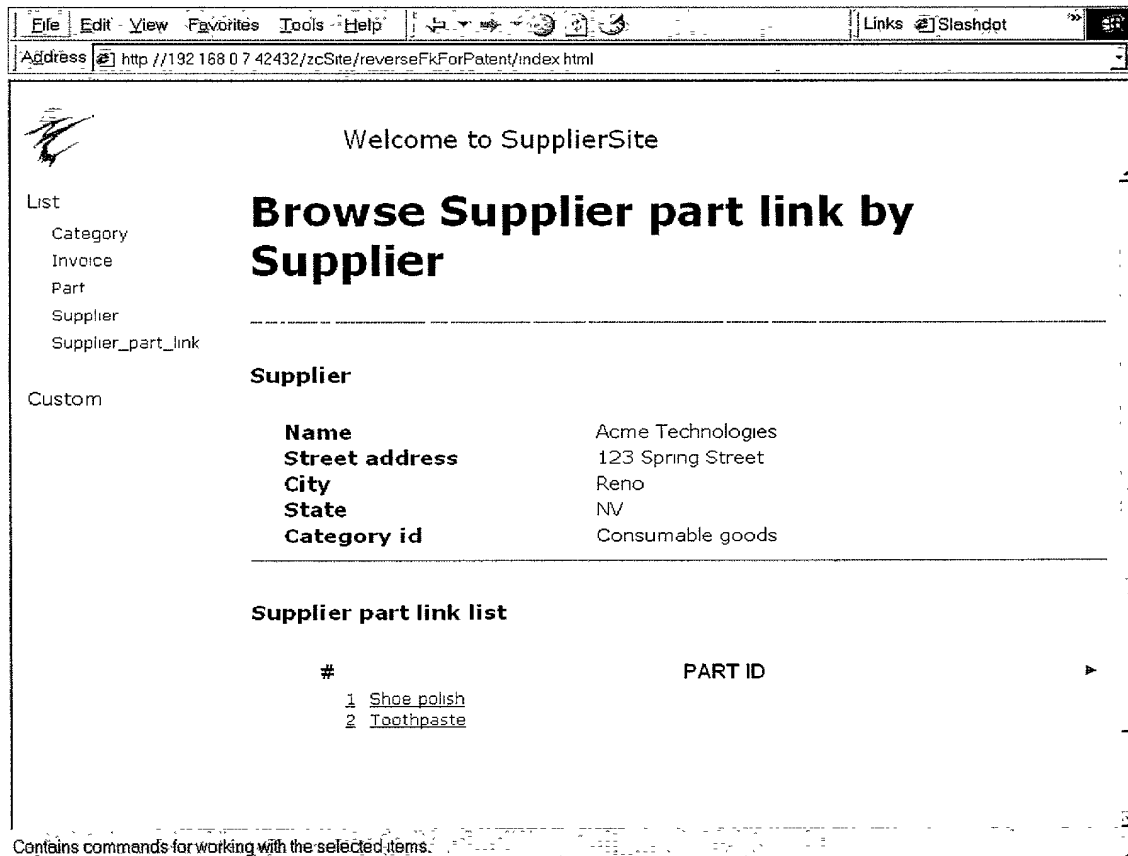 File Edit View Favorites Tools Help Links Slashdot »
Address http //192 168 0 7 42432/zcSite/reverseFkForPatent/index html
Welcome to SupplierSite
List
Category
Invoice
Part
Supplier
Supplier_part_link
Custom
Browse Supplier part link by
Supplier
Supplier
Name Acme Technologies
Street address 123 Spring Street
City Reno
State NV
Category id Consumable goods
Supplier part link list
# PART ID
1 Shoe polish
2 Toothpaste
Contains commands for working with the selected items.